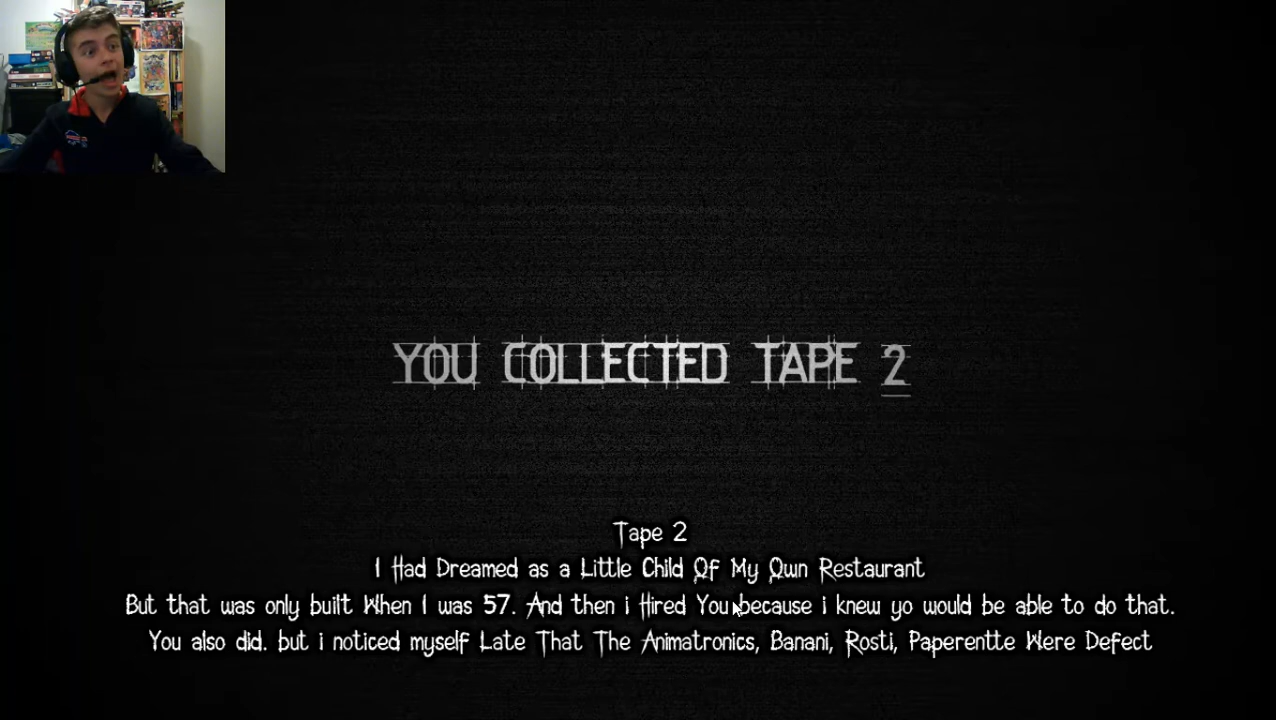 YOU COLLECTED TAPE 2
Tape 2
I Had Dreamed as a Little Child Of My Own Restaurant
But that was only built When I was 57. And then i Hired You because i knew yo would be able to do that.
You also did. but i noticed myself Late That The Animatronics, Banani, Rosti, Paperentte Were Defect